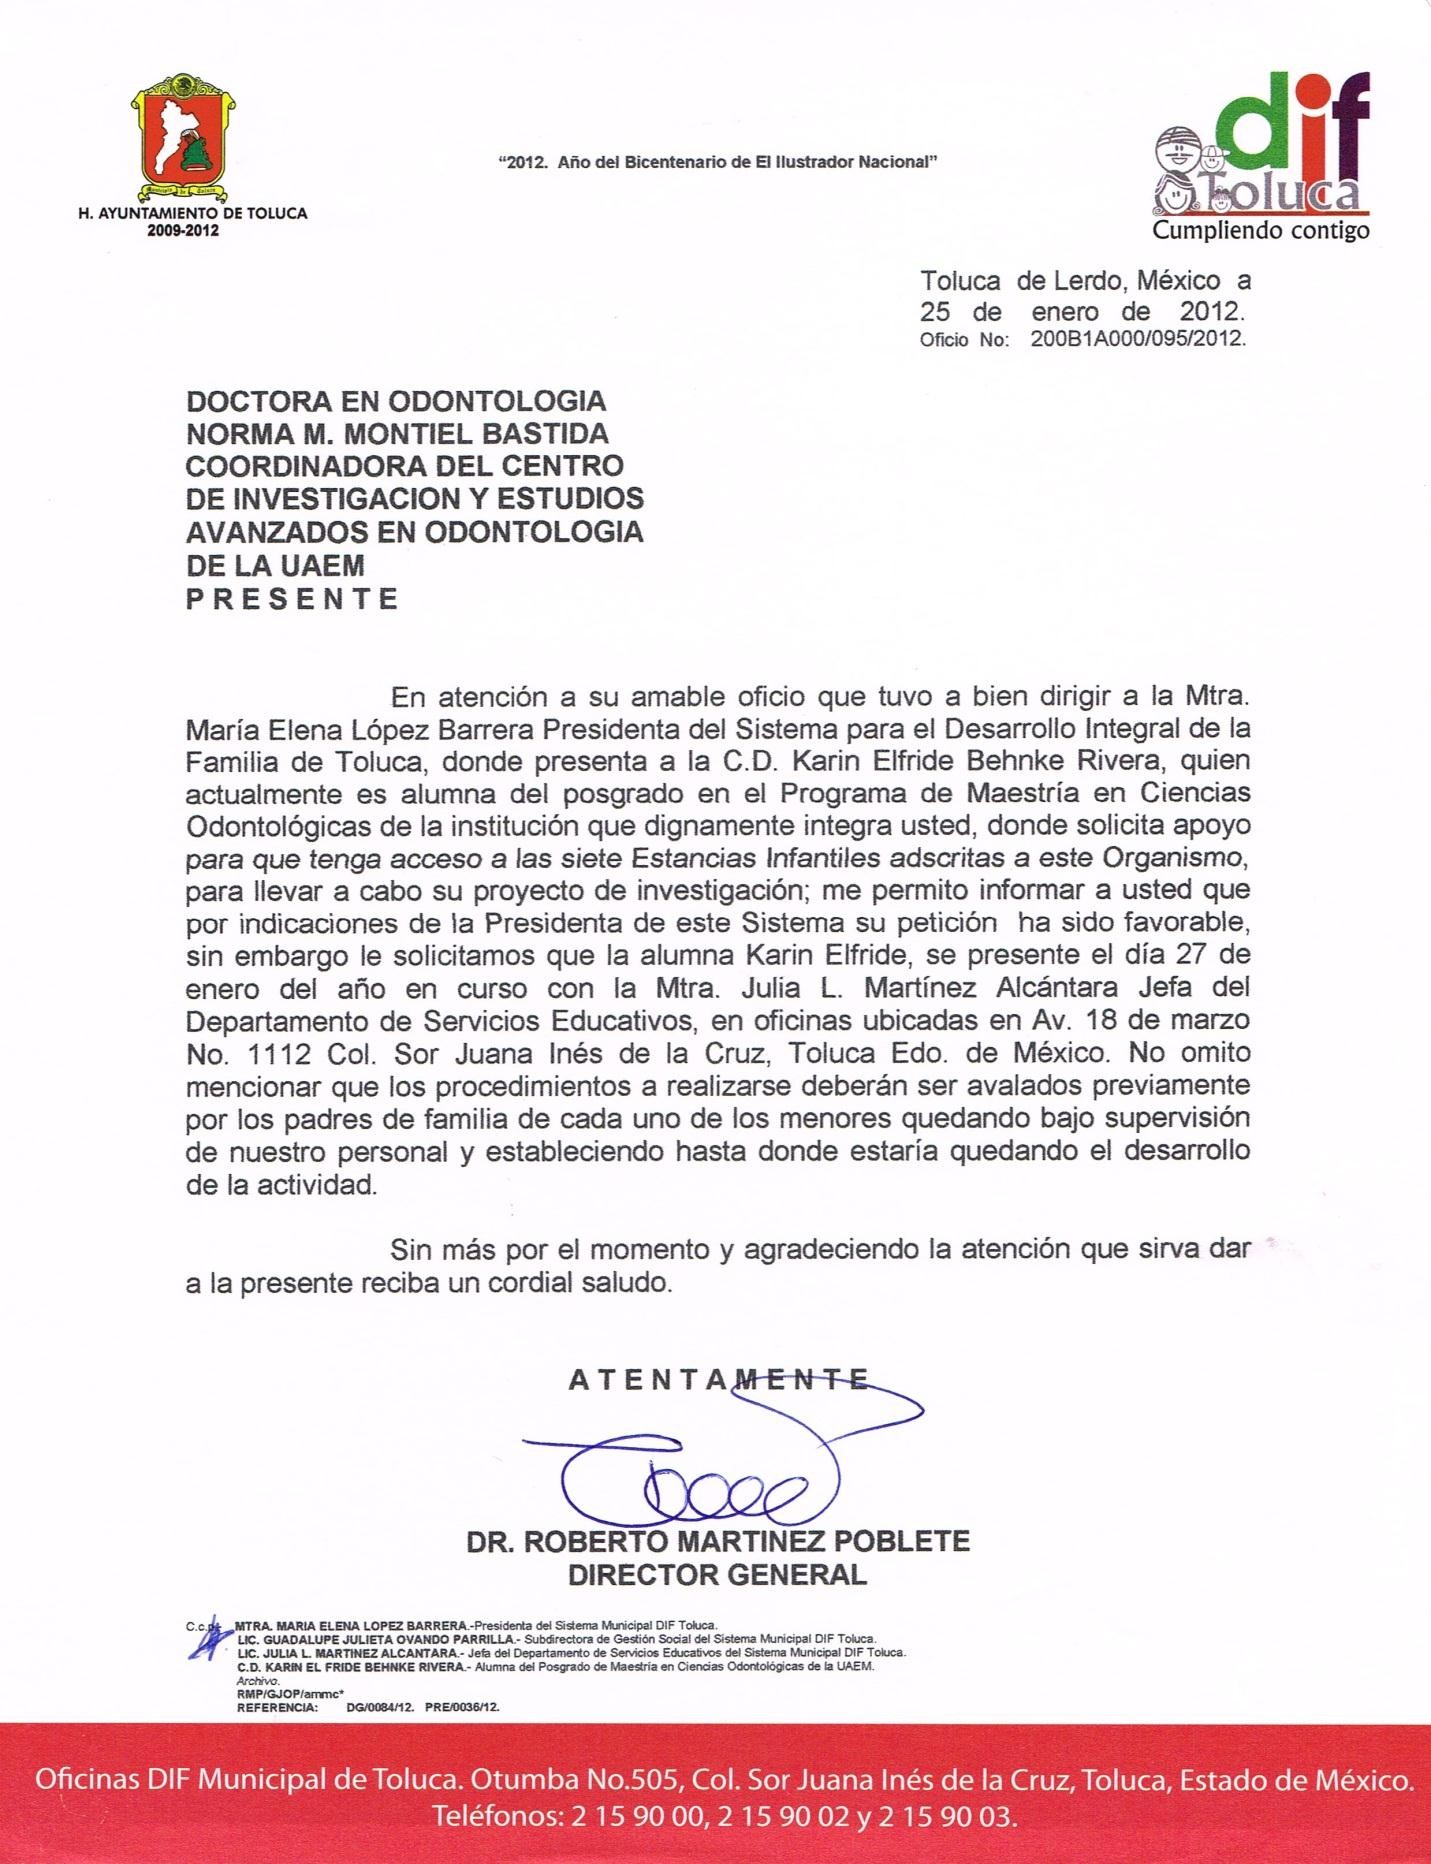 "2012. Año del Bicentenario de El Ilustrador Nacional"
H. AYUNTAMIENTO DE TOLUCA
2009-2012
dif
Toluca
Cumpliendo contigo
Toluca de Lerdo, México a
25 de enero de 2012.
Oficio No: 200B1A000/095/2012.
DOCTORA EN ODONTOLOGIA
NORMA M. MONTIEL BASTIDA
COORDINADORA DEL CENTRO
DE INVESTIGACION Y ESTUDIOS
AVANZADOS EN ODONTOLOGIA
DE LA UAEM
P R E S E N T E
En atención a su amable oficio que tuvo a bien dirigir a la Mtra.
María Elena López Barrera Presidenta del Sistema para el Desarrollo Integral de la
Familia de Toluca, donde presenta a la C.D. Karin Elfride Behnke Rivera, quien
actualmente es alumna del posgrado en el Programa de Maestría en Ciencias
Odontológicas de la institución que dignamente integra usted, donde solicita apoyo
para que tenga acceso a las siete Estancias Infantiles adscritas a este Organismo,
para llevar a cabo su proyecto de investigación; me permito informar a usted que
por indicaciones de la Presidenta de este Sistema su petición ha sido favorable,
sin embargo le solicitamos que la alumna Karin Elfride, se presente el día 27 de
enero del año en curso con la Mtra. Julia L. Martínez Alcántara Jefa del
Departamento de Servicios Educativos, en oficinas ubicadas en Av. 18 de marzo
No. 1112 Col. Sor Juana Inés de la Cruz, Toluca Edo. de México. No omito
mencionar que los procedimientos a realizarse deberán ser avalados previamente
por los padres de familia de cada uno de los menores quedando bajo supervisión
de nuestro personal y estableciendo hasta donde estaría quedando el desarrollo
de la actividad.
Sin más por el momento y agradeciendo la atención que sirva dar
a la presente reciba un cordial saludo.
A T E N T A M E N T E
DR. ROBERTO MARTINEZ POBLETE
DIRECTOR GENERAL
C.c.p. MTRA. MARIA ELENA LOPEZ BARRERA.-Presidenta del Sistema Municipal DIF Toluca.
LIC. GUADALUPE JULIETA OVANDO PARRILLA.- Subdirectora de Gestión Social del Sistema Municipal DIF Toluca.
LIC. JULIA L. MARTINEZ ALCANTARA.- Jefa del Departamento de Servicios Educativos del Sistema Municipal DIF Toluca.
C.D. KARIN EL FRIDE BEHNKE RIVERA.- Alumna del Posgrado de Maestría en Ciencias Odontológicas de la UAEM.
Archivo.
RMP/GJOP/ammc*
REFERENCIA: DG/0084/12. PRE/0036/12.
Oficinas DIF Municipal de Toluca. Otumba No.505, Col. Sor Juana Inés de la Cruz, Toluca, Estado de México.
Teléfonos: 2 15 90 00, 2 15 90 02 y 2 15 90 03.